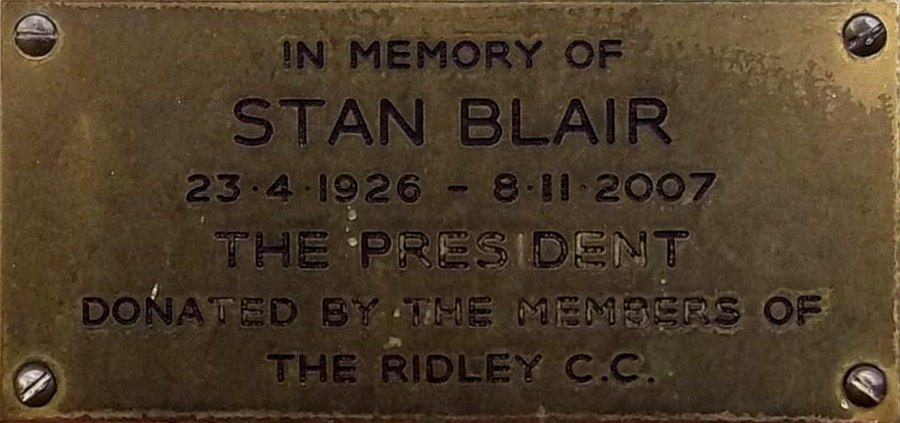 IN MEMORY OF
STAN BLAIR
23·4·1926 – 8·11·2007
THE PRESIDENT
DONATED BY THE MEMBERS OF
THE RIDLEY C.C.